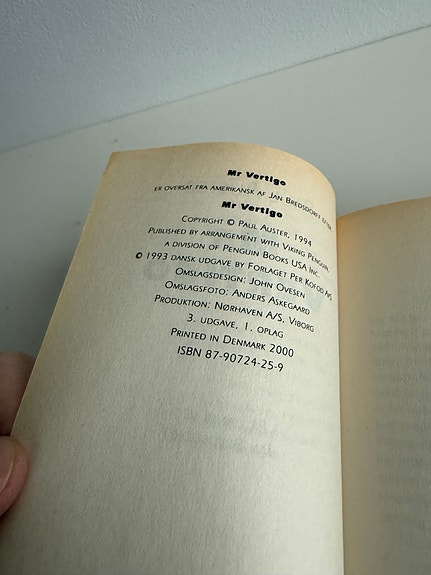 Mr Vertigo
ER OVERSAT FRA AMERIKANSK AF JAN BREDSDORFF EFTER
Mr Vertigo
COPYRIGHT © PAUL AUSTER, 1994
PUBLISHED BY ARRANGEMENT WITH VIKING PENGUIN,
A DIVISION OF PENGUIN BOOKS USA INC.
© 1993 DANSK UDGAVE BY FORLAGET PER KOFOD APS
OMSLAGSDESIGN: JOHN OVESEN
OMSLAGSFOTO: ANDERS ASKEGAARD
PRODUKTION: NØRHAVEN A/S, VIBORG
3. UDGAVE, 1. OPLAG
PRINTED IN DENMARK 2000
ISBN 87-90724-25-9